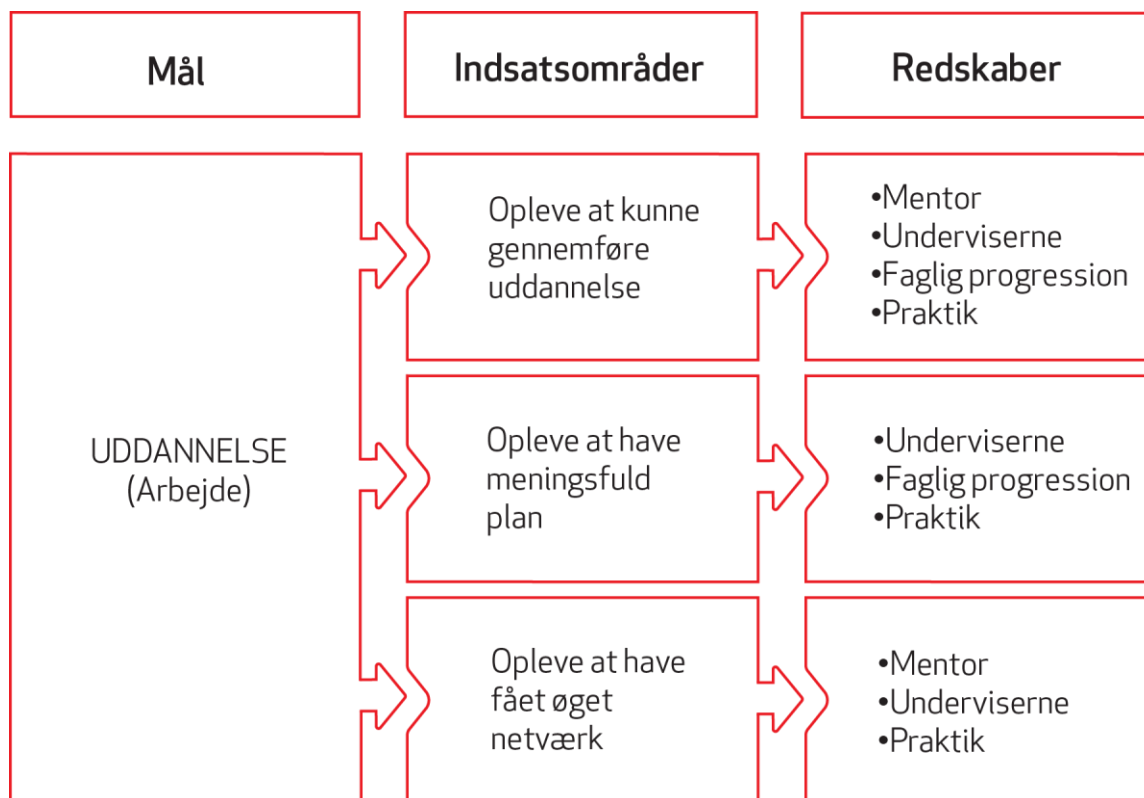 Mål
Indsatsområder
Redskaber
UDDANNELSE
(Arbejde)
Opleve at kunne
gennemføre
uddannelse
•Mentor
•Underviserne
•Faglig progression
•Praktik
Opleve at have
meningsfuld
plan
•Underviserne
•Faglig progression
•Praktik
Opleve at have
fået øget
netværk
•Mentor
•Underviserne
•Praktik